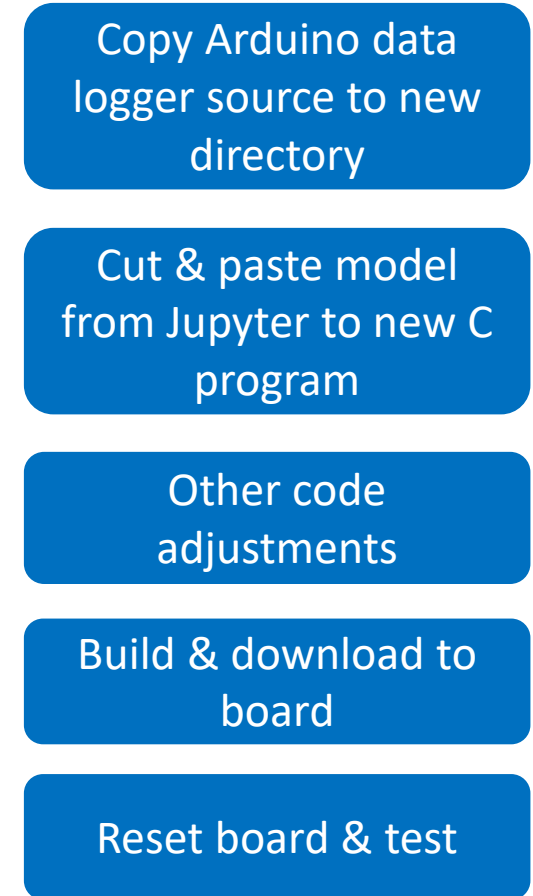 Copy Arduino data
logger source to new
directory
Cut & paste model
from Jupyter to new C
program
Other code
adjustments
Build & download to
board
Reset board & test